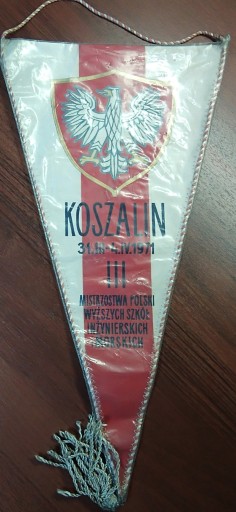 KOSZALIN
31.III-4.IV.1971
III
MISTRZOSTWA POLSKI
WYŻSZYCH SZKÓŁ
INŻYNIERSKICH
MORSKICH